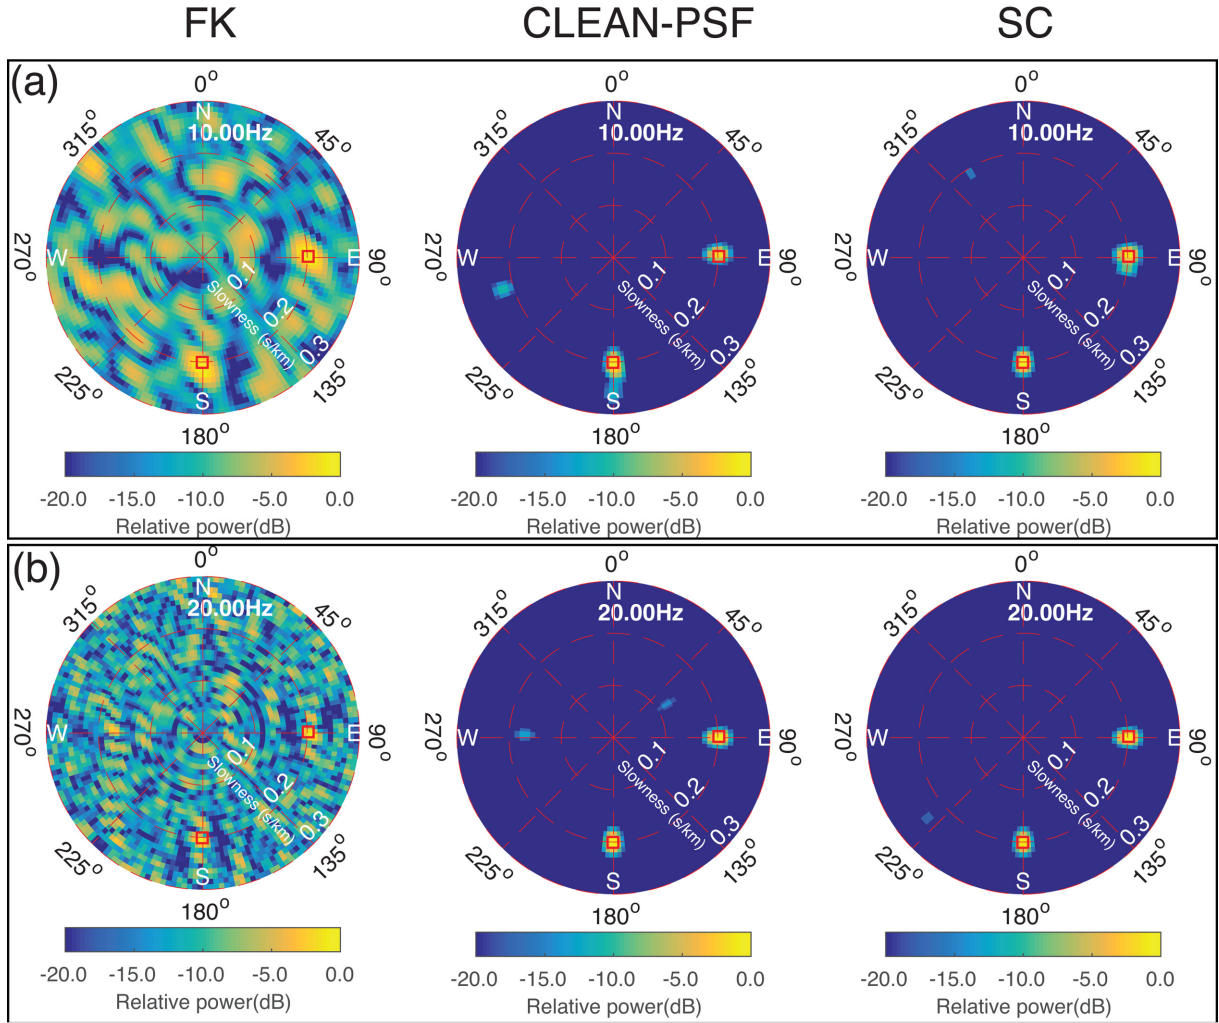 FK CLEAN-PSF SC
(a)
0° 0° 0°
N N N
10.00Hz 10.00Hz 10.00Hz
315° 45° 315° 45° 315° 45°
270° W E 90° 270° W E 90° 270° W E 90°
0.1 0.1 0.1
0.2 0.2 0.2
Slowness (s/km) Slowness (s/km) Slowness (s/km)
0.3 0.3 0.3
225° S 135° 225° S 135° 225° S 135°
180° 180° 180°
-20.0 -15.0 -10.0 -5.0 0.0 -20.0 -15.0 -10.0 -5.0 0.0 -20.0 -15.0 -10.0 -5.0 0.0
Relative power(dB) Relative power(dB) Relative power(dB)
(b)
0° 0° 0°
N N N
20.00Hz 20.00Hz 20.00Hz
315° 45° 315° 45° 315° 45°
270° W E 90° 270° W E 90° 270° W E 90°
0.1 0.1 0.1
0.2 0.2 0.2
Slowness (s/km) Slowness (s/km) Slowness (s/km)
0.3 0.3 0.3
225° S 135° 225° S 135° 225° S 135°
180° 180° 180°
-20.0 -15.0 -10.0 -5.0 0.0 -20.0 -15.0 -10.0 -5.0 0.0 -20.0 -15.0 -10.0 -5.0 0.0
Relative power(dB) Relative power(dB) Relative power(dB)